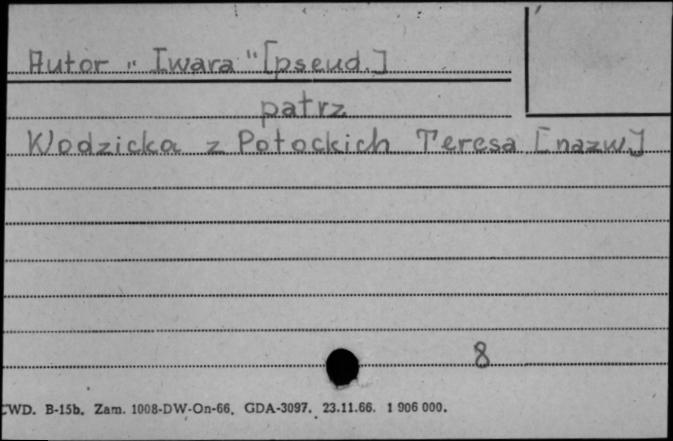 Autor „Iwara" [pseud.]
patrz
Wodzicka z Potockich Teresa [nazw.]
8
CWD. B-15b. Zam. 1008-DW-On-66. GDA-3097. 23.11.66. 1 906 000.